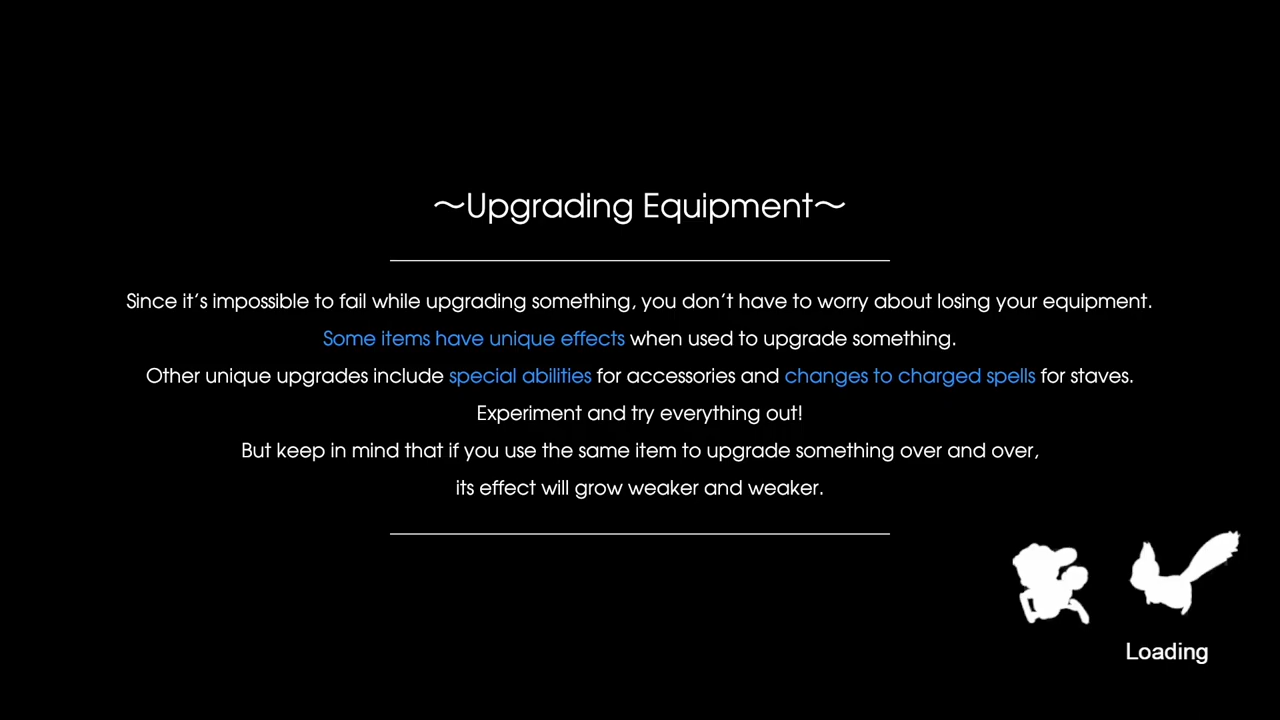 ～Upgrading Equipment～
Since it's impossible to fail while upgrading something, you don't have to worry about losing your equipment.
Some items have unique effects when used to upgrade something.
Other unique upgrades include special abilities for accessories and changes to charged spells for staves.
Experiment and try everything out!
But keep in mind that if you use the same item to upgrade something over and over,
its effect will grow weaker and weaker.
Loading